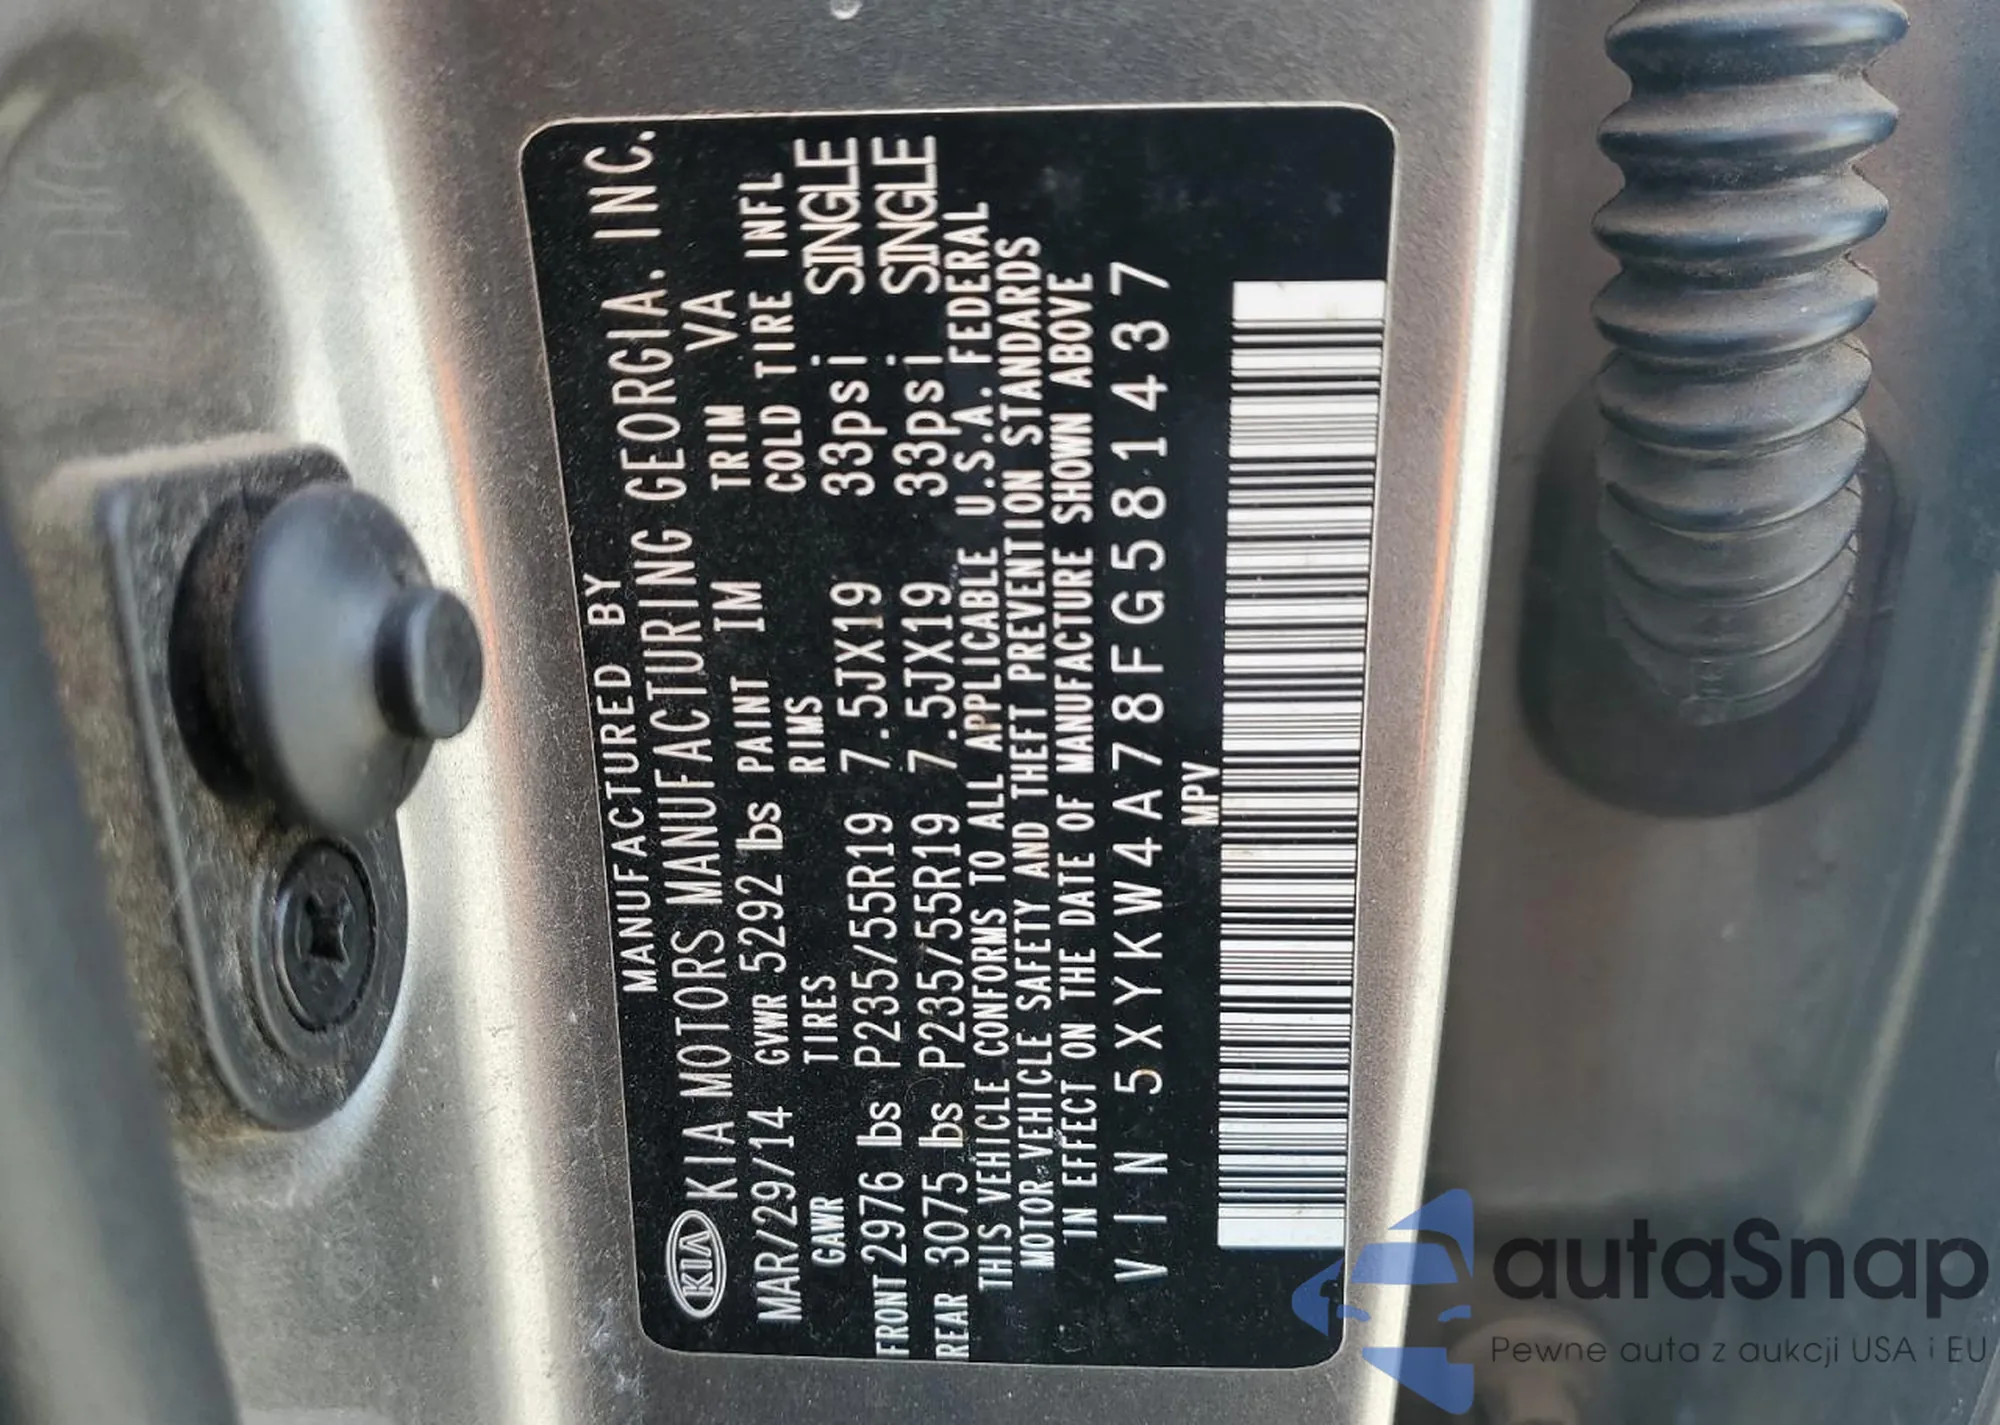 MANUFACTURED BY
KIA KIA MOTORS MANUFACTURING GEORGIA. INC.
MAR/29/14 GVWR 5292 lbs PAINT IM TRIM VA
GAWR TIRES RIMS COLD TIRE INFL
FRONT 2976 lbs P235/55R19 7.5JX19 33psi SINGLE
REAR 3075 lbs P235/55R19 7.5JX19 33psi SINGLE
THIS VEHICLE CONFORMS TO ALL APPLICABLE U.S.A. FEDERAL
MOTOR VEHICLE SAFETY AND THEFT PREVENTION STANDARDS
IN EFFECT ON THE DATE OF MANUFACTURE SHOWN ABOVE
VIN 5XYKW4A78FG581437
MPV
autaSnap
Pewne auta z aukcji USA i EU